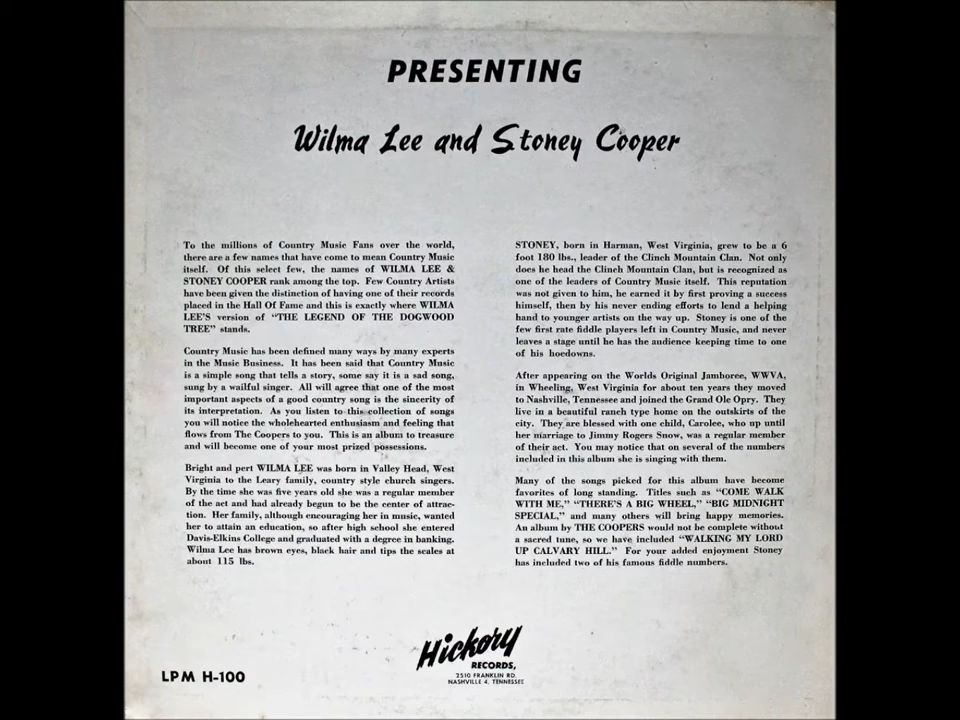 PRESENTING
Wilma Lee and Stoney Cooper
To the millions of Country Music Fans over the world,
there are a few names that have come to mean Country Music
itself. Of this select few, the names of WILMA LEE &
STONEY COOPER rank among the top. Few Country Artists
have been given the distinction of having one of their records
placed in the Hall Of Fame and this is exactly where WILMA
LEE'S version of "THE LEGEND OF THE DOGWOOD
TREE" stands.
Country Music has been defined many ways by many experts
in the Music Business. It has been said that Country Music
is a simple song that tells a story, some say it is a sad song,
sung by a wailful singer. All will agree that one of the most
important aspects of a good country song is the sincerity of
its interpretation. As you listen to this collection of songs
you will notice the wholehearted enthusiasm and feeling that
flows from The Coopers to you. This is an album to treasure
and will become one of your most prized possessions.
Bright and pert WILMA LEE was born in Valley Head, West
Virginia to the Leary family, country style church singers.
By the time she was five years old she was a regular member
of the act and had already begun to be the center of attrac-
tion. Her family, although encouraging her in music, wanted
her to attain an education, so after high school she entered
Davis-Elkins College and graduated with a degree in banking.
Wilma Lee has brown eyes, black hair and tips the scales at
about 115 lbs.
STONEY, born in Harman, West Virginia, grew to be a 6
foot 180 lbs., leader of the Clinch Mountain Clan. Not only
does he head the Clinch Mountain Clan, but is recognized as
one of the leaders of Country Music itself. This reputation
was not given to him, he earned it by first proving a success
himself, then by his never ending efforts to lend a helping
hand to younger artists on the way up. Stoney is one of the
few first rate fiddle players left in Country Music, and never
leaves a stage until he has the audience keeping time to one
of his hoedowns.
After appearing on the Worlds Original Jamboree, WWVA,
in Wheeling, West Virginia for about ten years they moved
to Nashville, Tennessee and joined the Grand Ole Opry. They
live in a beautiful ranch type home on the outskirts of the
city. They are blessed with one child, Carolee, who up until
her marriage to Jimmy Rogers Snow, was a regular member
of their act. You may notice that on several of the numbers
included in this album she is singing with them.
Many of the songs picked for this album have become
favorites of long standing. Titles such as "COME WALK
WITH ME," "THERE'S A BIG WHEEL," "BIG MIDNIGHT
SPECIAL," and many others will bring happy memories.
An album by THE COOPERS would not be complete without
a sacred tune, so we have included "WALKING MY LORD
UP CALVARY HILL." For your added enjoyment Stoney
has included two of his famous fiddle numbers.
Hickory
RECORDS,
2510 FRANKLIN RD.
NASHVILLE 4, TENNESSEE
LPM H-100